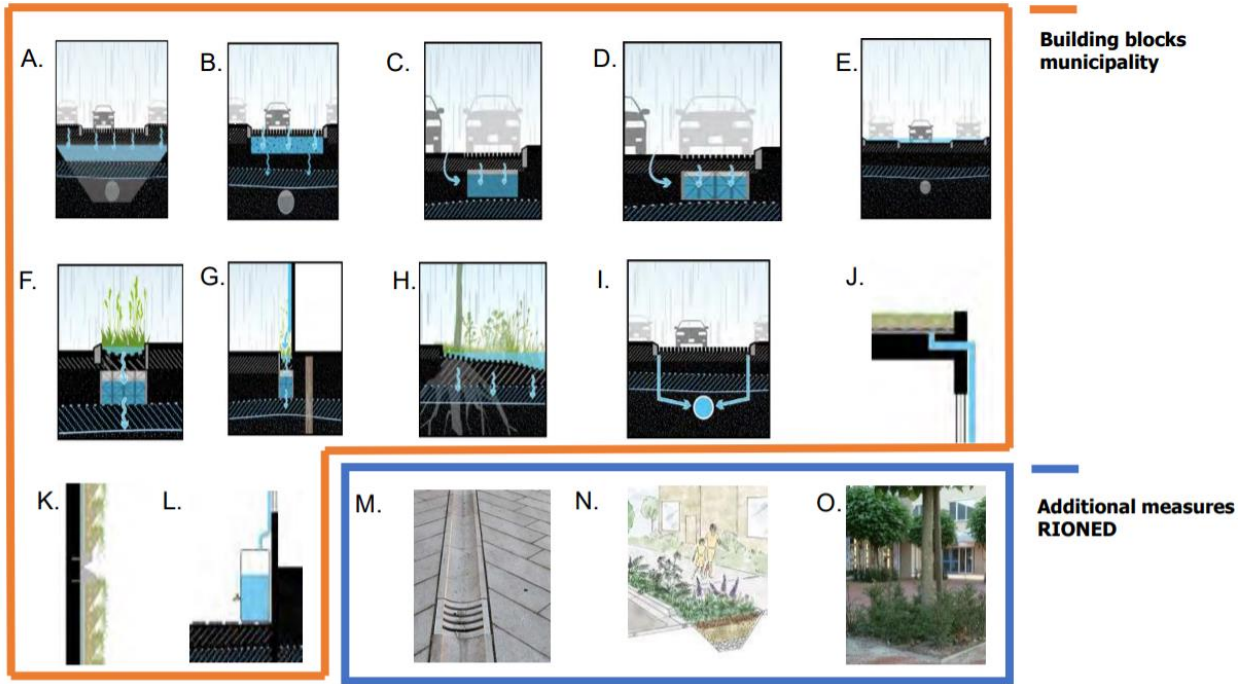 A.
B.
C.
D.
E.
Building blocks
municipality
F.
G.
H.
I.
J.
K.
L.
M.
N.
O.
Additional measures
RIONED